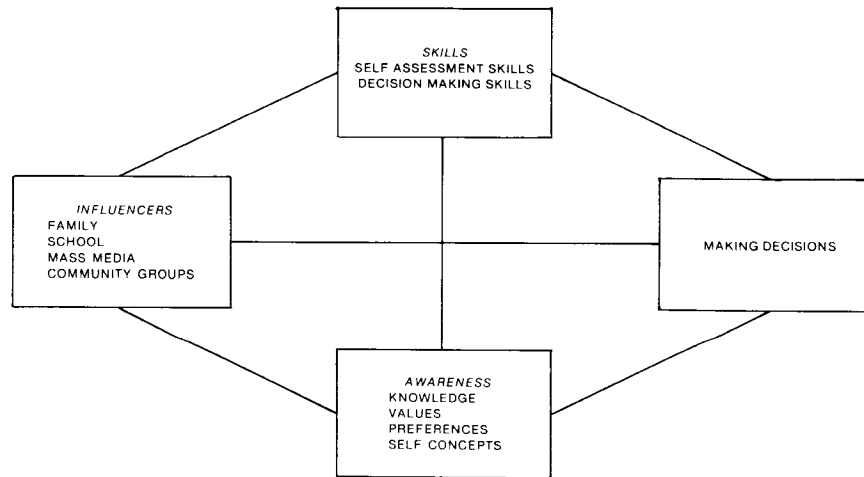 SKILLS
SELF ASSESSMENT SKILLS
DECISION MAKING SKILLS
INFLUENCERS
FAMILY
SCHOOL
MASS MEDIA
COMMUNITY GROUPS
MAKING DECISIONS
AWARENESS
KNOWLEDGE
VALUES
PREFERENCES
SELF CONCEPTS